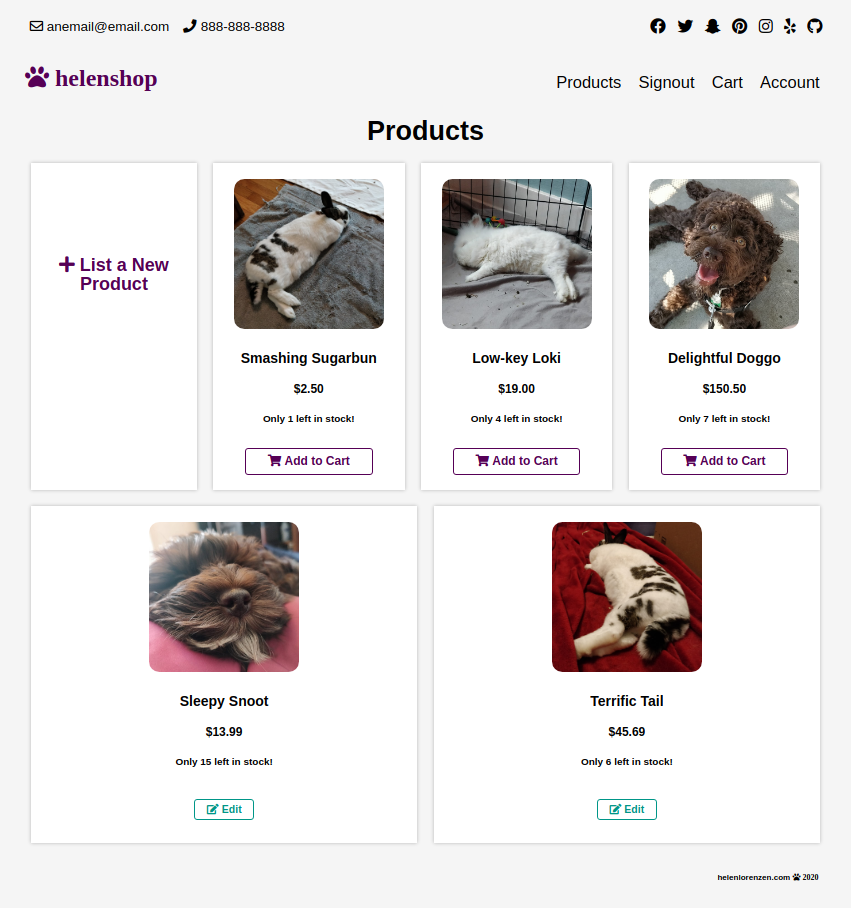 anemail@email.com 888-888-8888
helenshop
Products Signout Cart Account
Products
List a New
Product
Smashing Sugarbun
$2.50
Only 1 left in stock!
Add to Cart
Low-key Loki
$19.00
Only 4 left in stock!
Add to Cart
Delightful Doggo
$150.50
Only 7 left in stock!
Add to Cart
Sleepy Snoot
$13.99
Only 15 left in stock!
Edit
Terrific Tail
$45.69
Only 6 left in stock!
Edit
helenlorenzen.com 2020